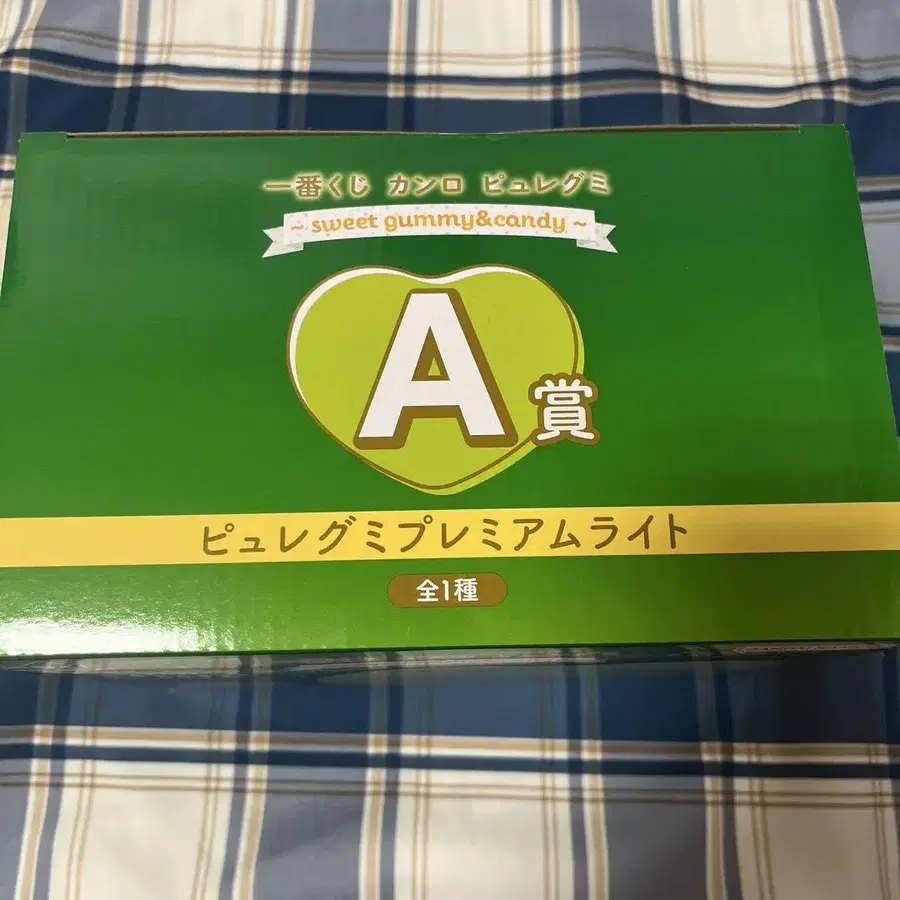 一番くじ カンロ ピュレグミ
~ sweet gummy&candy ~
A賞
ピュレグミプレミアムライト
全1種